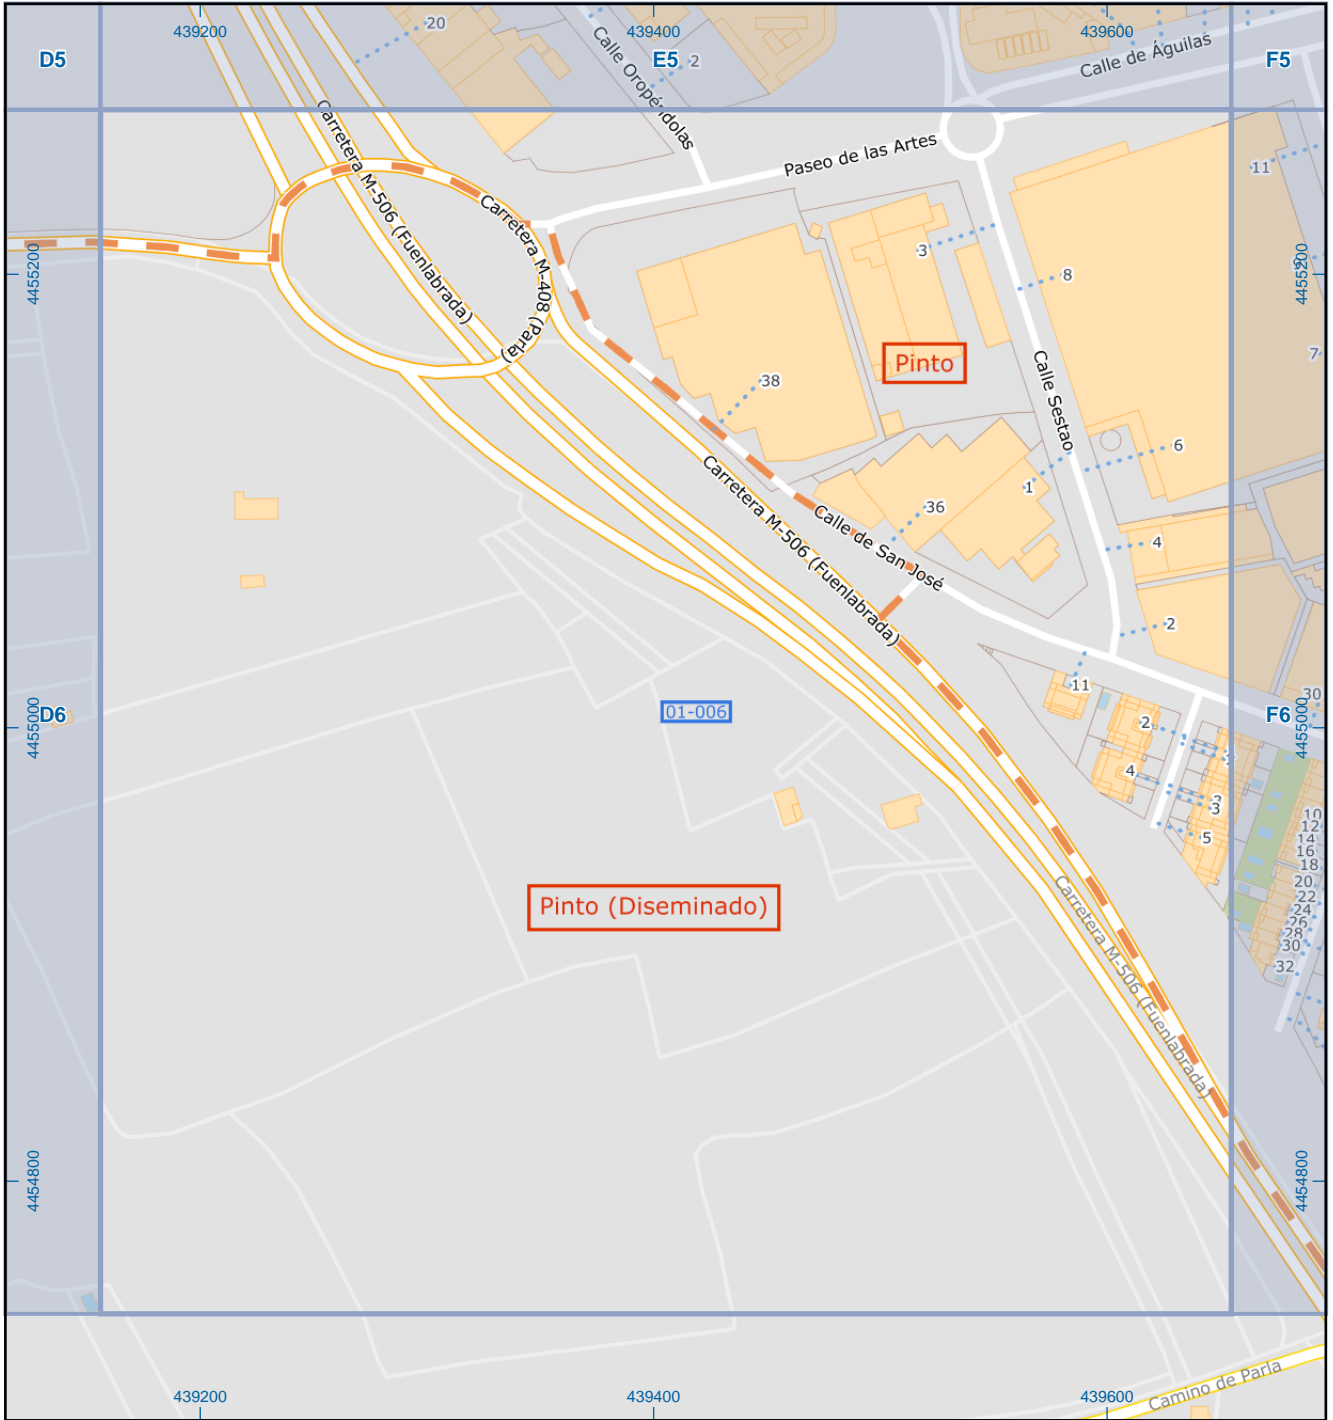 439200
439400
439600
D5
E5
F5
20
2
Calle Oropéndolas
Calle de Águilas
Paseo de las Artes
11
Carretera M-506 (Fuenlabrada)
Carretera M-408 (Parla)
4455200
4455200
3
8
7
Pinto
38
Calle Sestao
6
1
36
Carretera M-506 (Fuenlabrada)
Calle de San José
4
2
11
30
D6
01-006
F6
4455000
4455000
2
4
3
5
10
12
14
16
18
20
22
24
26
28
30
32
Pinto (Diseminado)
Carretera M-506 (Fuenlabrada)
4454800
4454800
Camino de Parla
439200
439400
439600